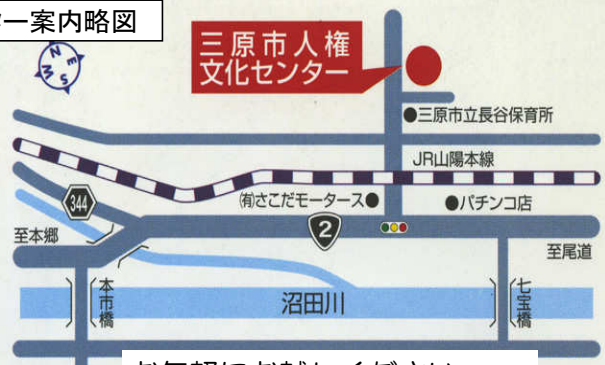 ー案内略図
N
E
S
W
三原市人権
文化センター
●三原市立長谷保育所
JR山陽本線
344
(有)さこだモータース●
●パチンコ店
2
至本郷
至尾道
本市橋
沼田川
七宝橋